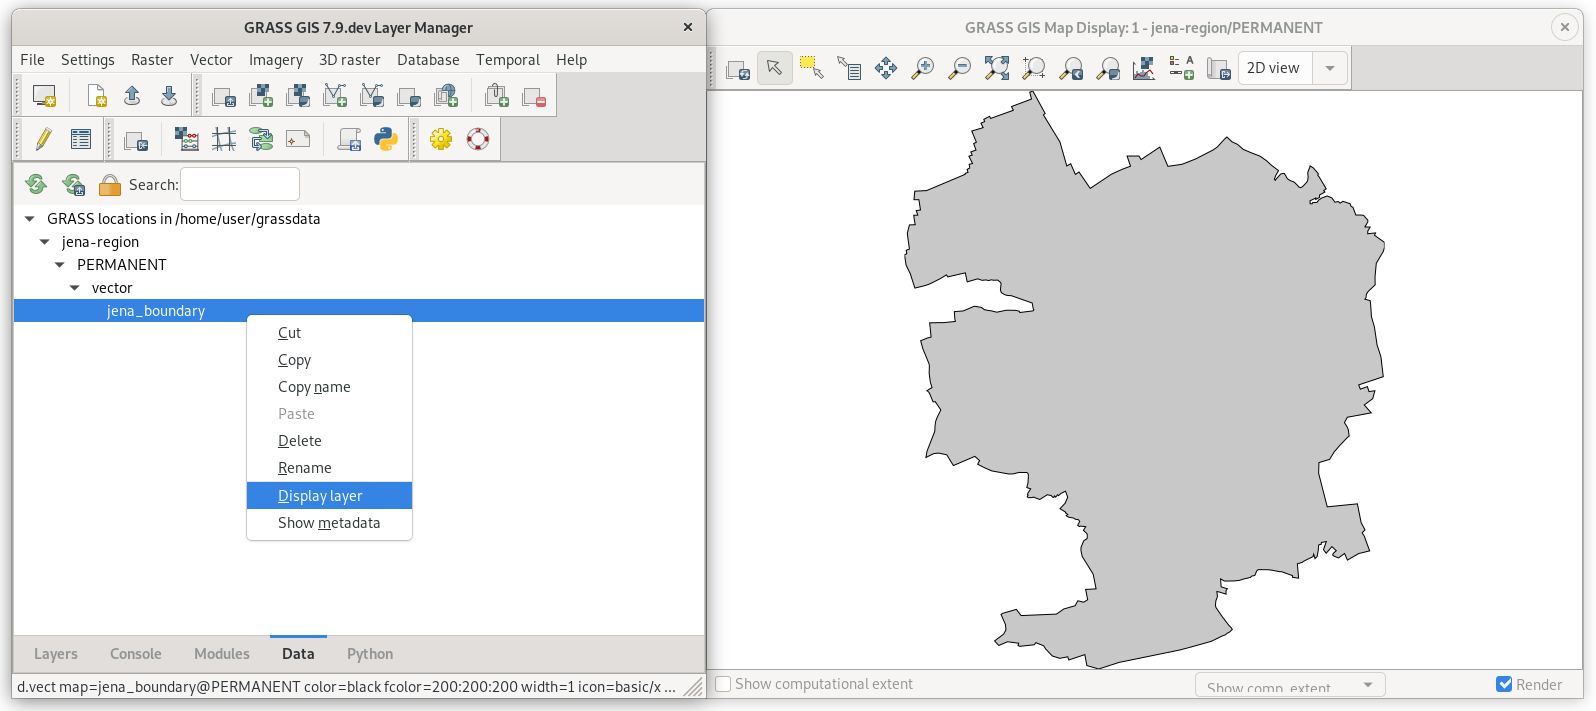 GRASS GIS 7.9.dev Layer Manager
File Settings Raster Vector Imagery 3D raster Database Temporal Help
Search:
GRASS locations in /home/user/grassdata
jena-region
PERMANENT
vector
jena_boundary
Cut
Copy
Copy name
Paste
Delete
Rename
Display layer
Show metadata
Layers Console Modules Data Python
d.vect map=jena_boundary@PERMANENT color=black fcolor=200:200:200 width=1 icon=basic/x ...
GRASS GIS Map Display: 1 - jena-region/PERMANENT
2D view
Show computational extent
Show comp. extent
Render